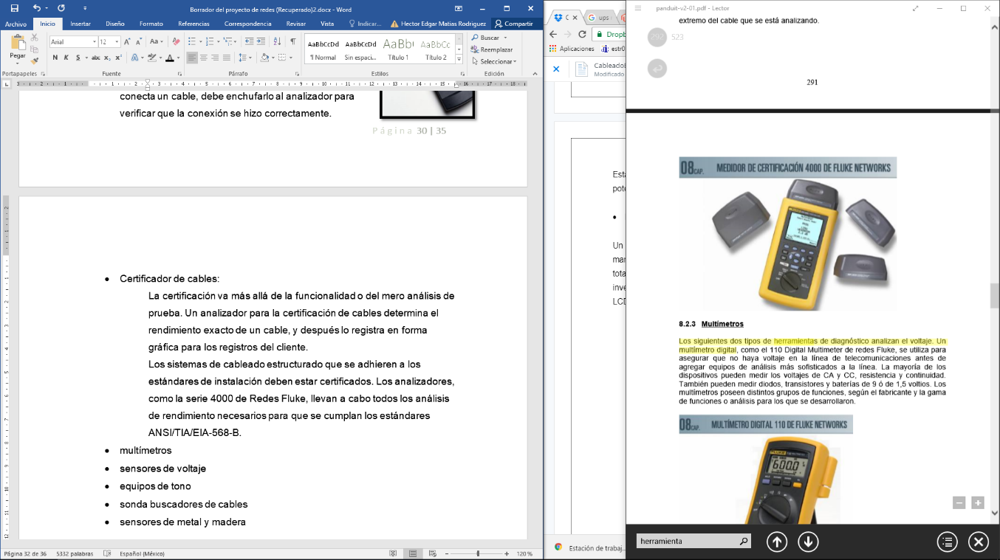 Borrador del proyecto de redes (Recuperado)2.docx - Word
Archivo Inicio Insertar Diseño Formato Referencias Correspondencia Revisar Vista Indicar... Hector Edgar Matias Rodriguez Compartir
Pegar
Arial 12 Aa
N K S abc x₂ x²
AaBbCcDd AaBbCcDd AaBbC AaBbCc
¶ Normal Sin espaci... Título 1 Título 2
Buscar
Reemplazar
Seleccionar
Portapapeles Fuente Párrafo Estilos Edición
conecta un cable, debe enchufarlo al analizador para
verificar que la conexión se hizo correctamente.
Página 30 | 35
• Certificador de cables:
La certificación va más allá de la funcionalidad o del mero análisis de
prueba. Un analizador para la certificación de cables determina el
rendimiento exacto de un cable, y después lo registra en forma
gráfica para los registros del cliente.
Los sistemas de cableado estructurado que se adhieren a los
estándares de instalación deben estar certificados. Los analizadores,
como la serie 4000 de Redes Fluke, llevan a cabo todos los análisis
de rendimiento necesarios para que se cumplan los estándares
ANSI/TIA/EIA-568-B.
• multímetros
• sensores de voltaje
• equipos de tono
• sonda buscadores de cables
• sensores de metal y madera
Página 32 de 36 5332 palabras Español (México) 120 %
ups
Dropb
Aplicaciones estr0
CableadoE
Modificado
Esta
pote
Un
man
tota
inve
LCD
Estación de trabaj...
panduit-v2-01.pdf - Lector
extremo del cable que se está analizando.
292 523
291
08 CAP. MEDIDOR DE CERTIFICACIÓN 4000 DE FLUKE NETWORKS
8.2.3 Multímetros
Los siguientes dos tipos de herramientas de diagnóstico analizan el voltaje. Un
multímetro digital, como el 110 Digital Multimeter de redes Fluke, se utiliza para
asegurar que no haya voltaje en la línea de telecomunicaciones antes de
agregar equipos de análisis más sofisticados a la línea. La mayoría de los
dispositivos pueden medir los voltajes de CA y CC, resistencia y continuidad.
También pueden medir diodos, transistores y baterías de 9 ó de 1,5 voltios. Los
multímetros poseen distintos grupos de funciones, según el fabricante y la gama
de funciones o análisis para los que se desarrollaron.
08 CAP. MULTÍMETRO DIGITAL 110 DE FLUKE NETWORKS
600.0
herramienta